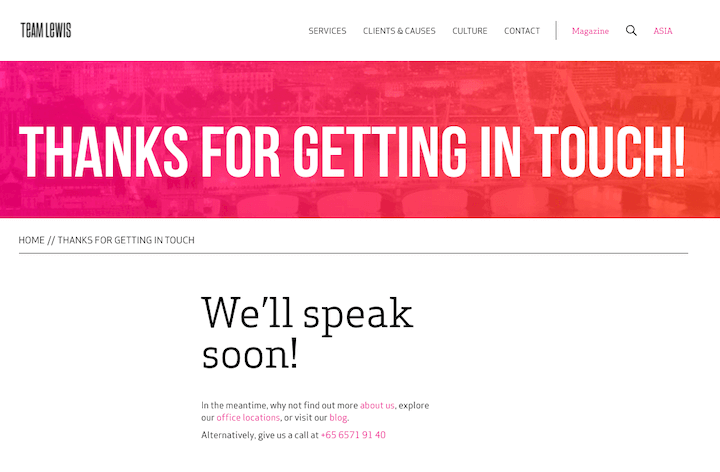 TEAM LEWIS
SERVICES CLIENTS & CAUSES CULTURE CONTACT Magazine ASIA
THANKS FOR GETTING IN TOUCH!
HOME // THANKS FOR GETTING IN TOUCH
We'll speak
soon!
In the meantime, why not find out more about us, explore
our office locations, or visit our blog.
Alternatively, give us a call at +65 6571 91 40